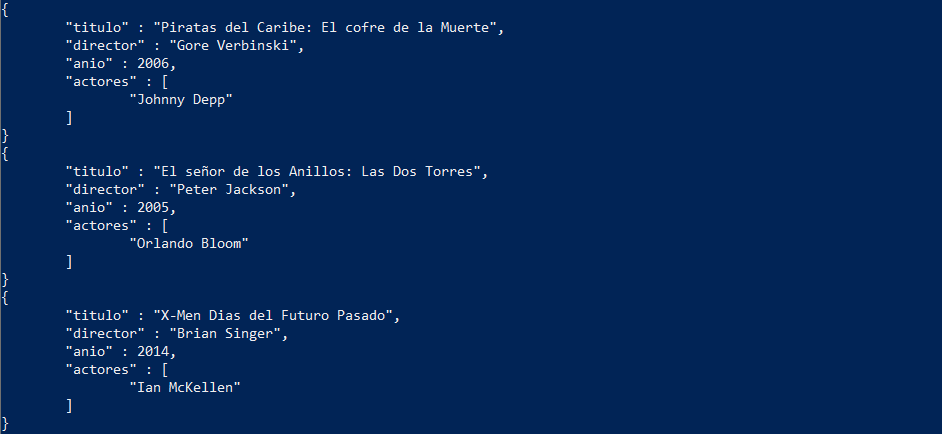 {
"titulo" : "Piratas del Caribe: El cofre de la Muerte",
"director" : "Gore Verbinski",
"anio" : 2006,
"actores" : [
"Johnny Depp"
]
}
{
"titulo" : "El señor de los Anillos: Las Dos Torres",
"director" : "Peter Jackson",
"anio" : 2005,
"actores" : [
"Orlando Bloom"
]
}
{
"titulo" : "X-Men Dias del Futuro Pasado",
"director" : "Brian Singer",
"anio" : 2014,
"actores" : [
"Ian McKellen"
]
}